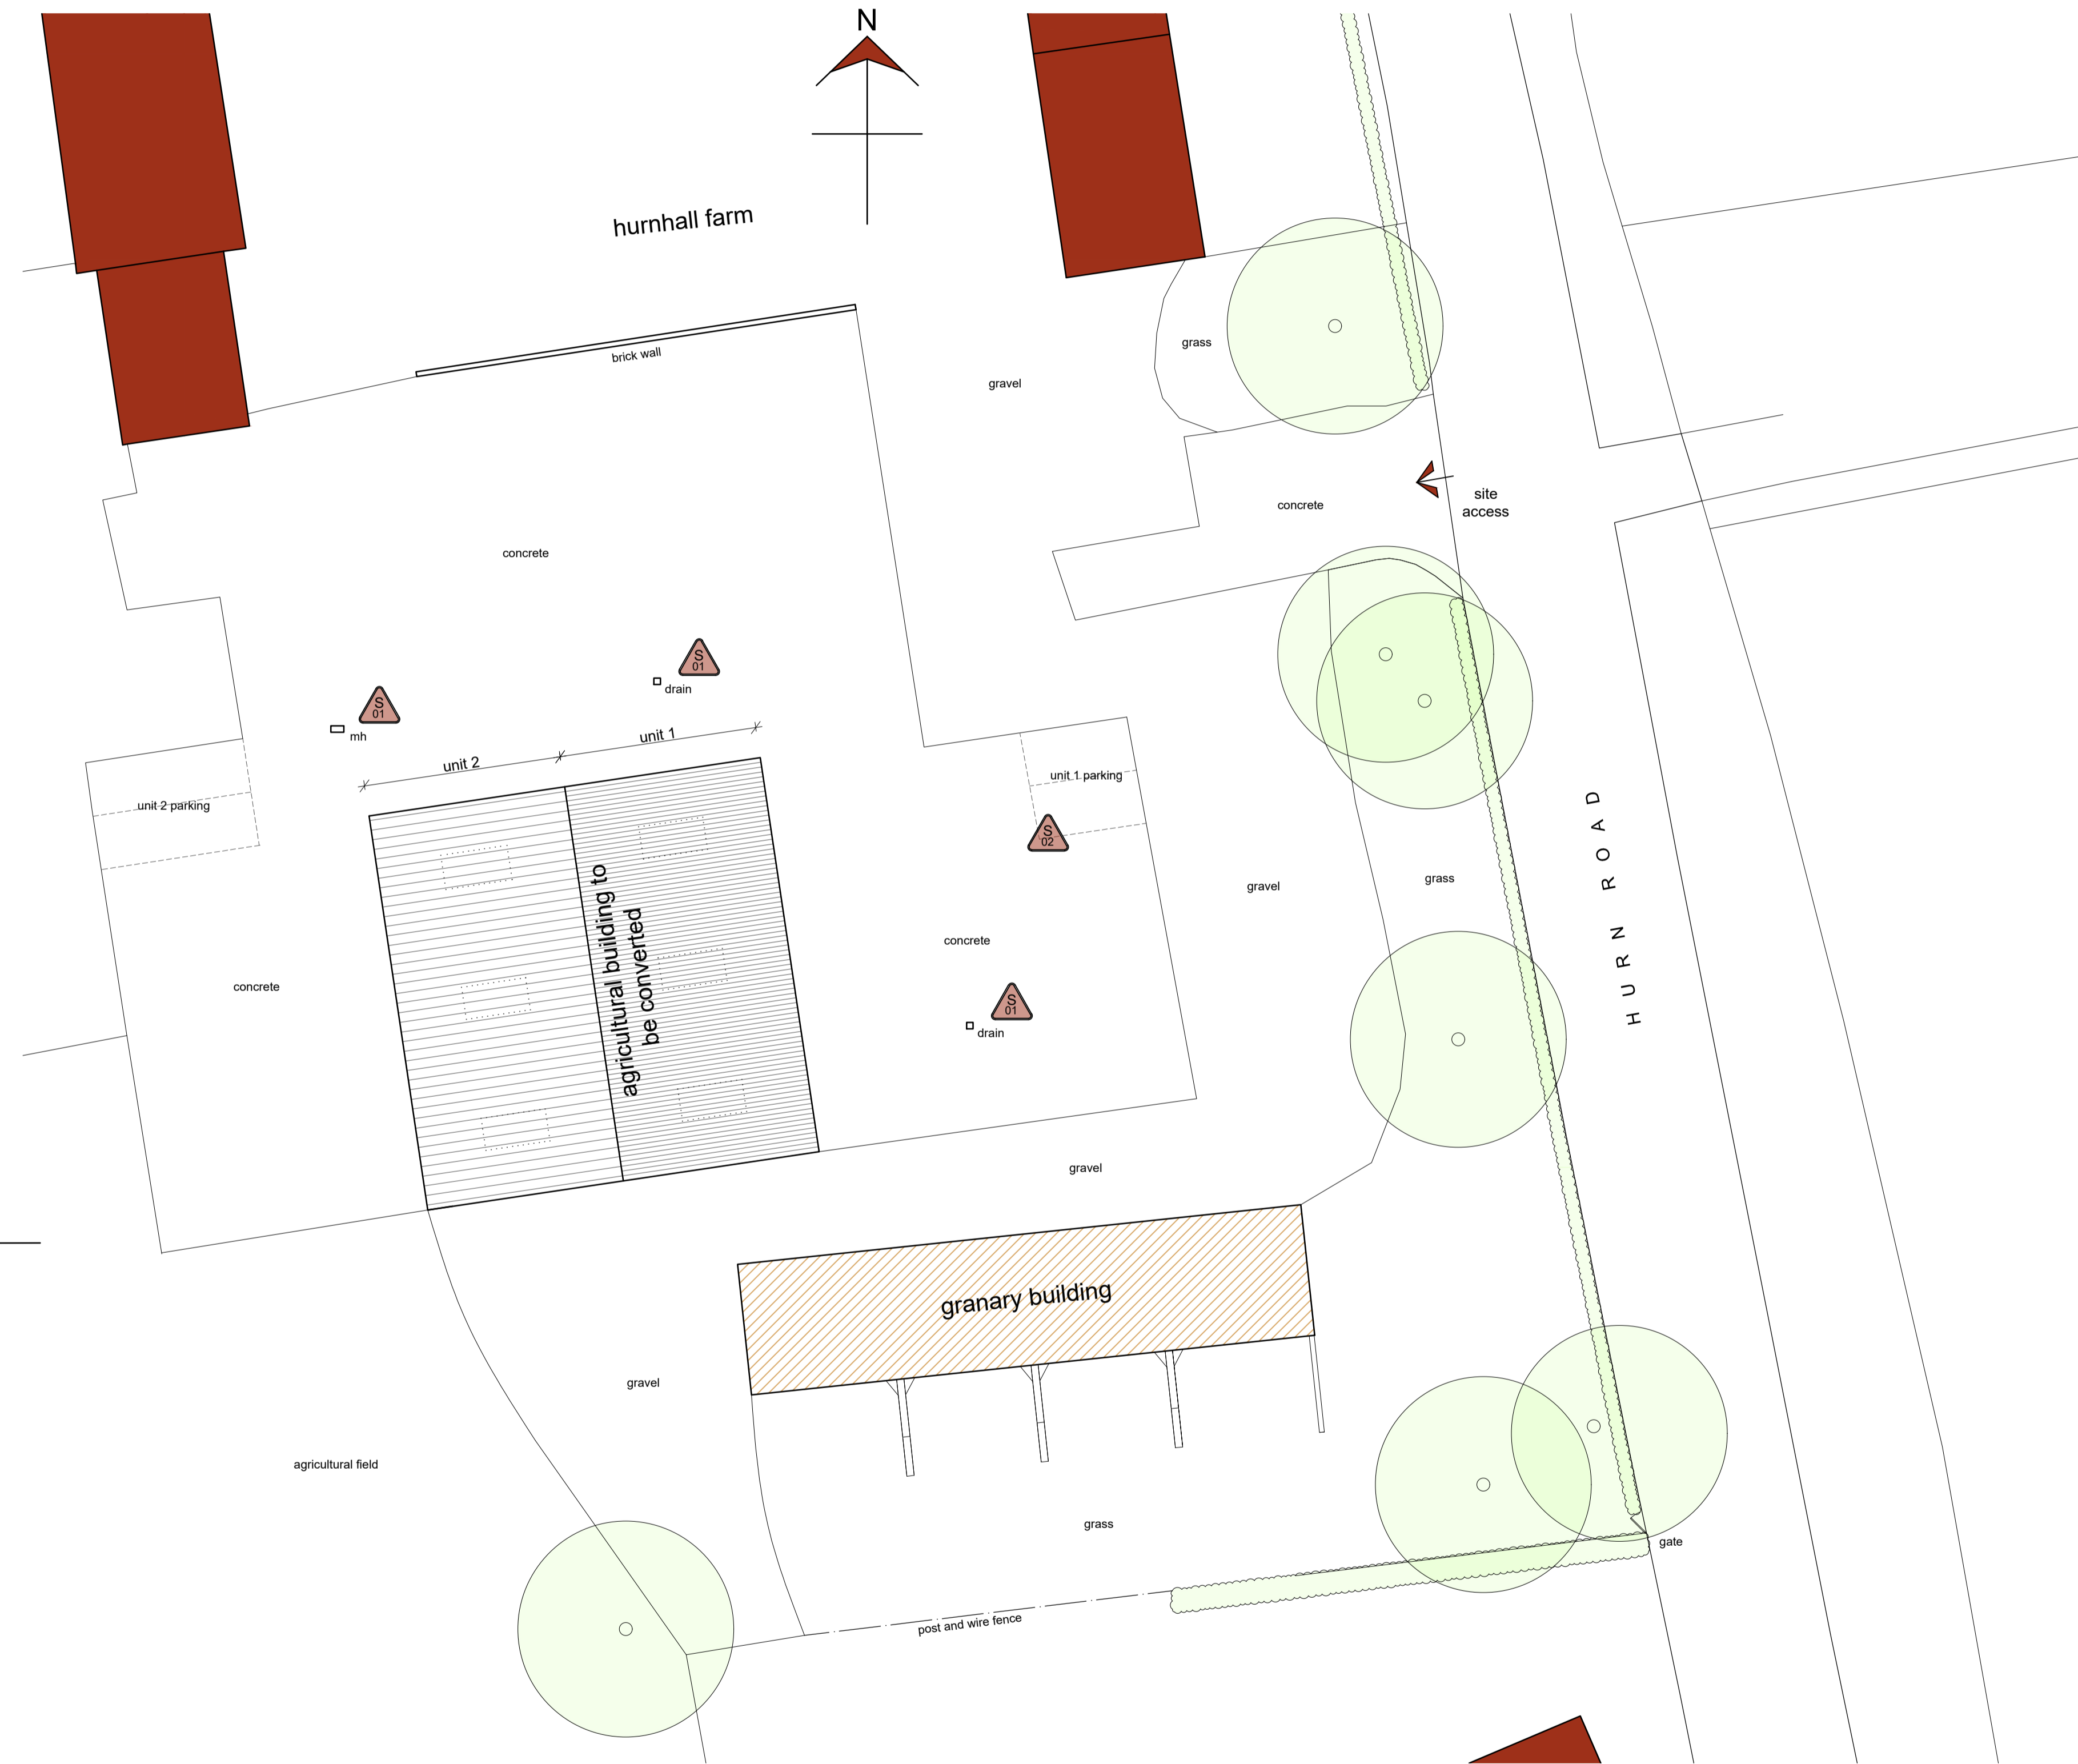 N
hurnhall farm
brick wall
grass
gravel
site
access
concrete
concrete
S
01
drain
S
01
mh
unit 1
unit 2
unit 1 parking
unit 2 parking
S
02
HURN ROAD
grass
gravel
agricultural building to
be converted
concrete
concrete
S
01
drain
gravel
granary building
gravel
agricultural field
grass
gate
post and wire fence